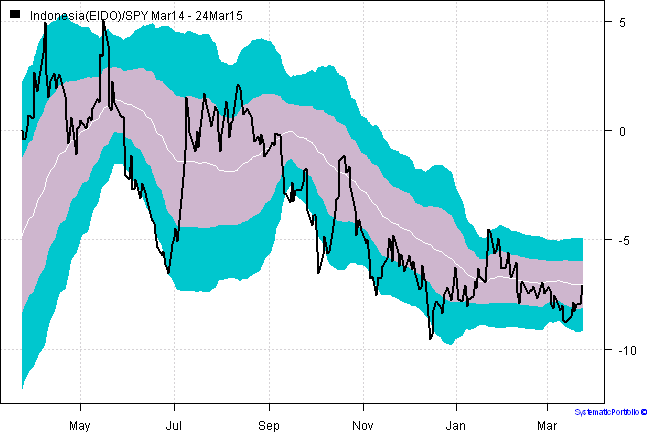 Indonesia(EIDO)/SPY Mar14 - 24Mar15
5
0
-5
-10
May Jul Sep Nov Jan Mar
SystematicPortfolio ©